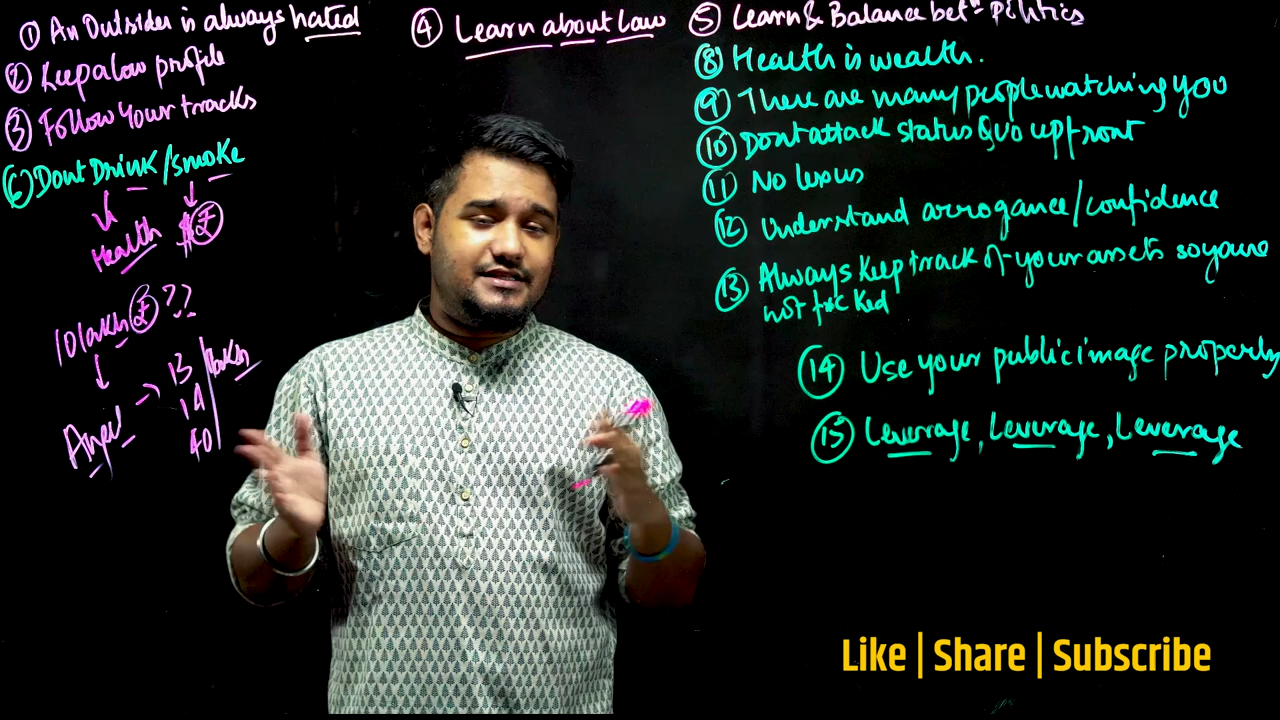 ① An Outsider is always hated
② Keep a low profile
③ Follow Your tracks
⑥ Dont Drink / smoke
Health $ ₹
10 lakh ₹ ??
Angel → 13
14
40
lakhs
④ Learn about Law
⑤ Learn & Balance betⁿ politics
⑧ Health is wealth.
⑨ There are many people watching you
⑩ Dont attack status Quo upfront
⑪ No lexus
⑫ Understand arrogance/confidence
⑬ Always Keep track of your assets so you are
not fucked
⑭ Use your public image properly
⑮ Leverage, Leverage, Leverage
Like | Share | Subscribe